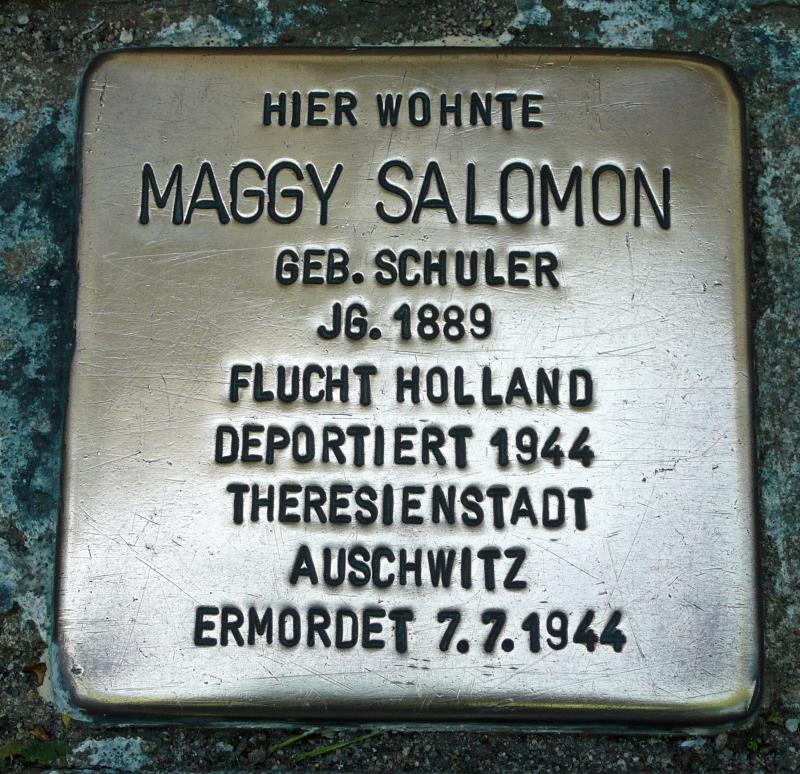 HIER WOHNTE
MAGGY SALOMON
GEB. SCHULER
JG. 1889
FLUCHT HOLLAND
DEPORTIERT 1944
THERESIENSTADT
AUSCHWITZ
ERMORDET 7.7.1944